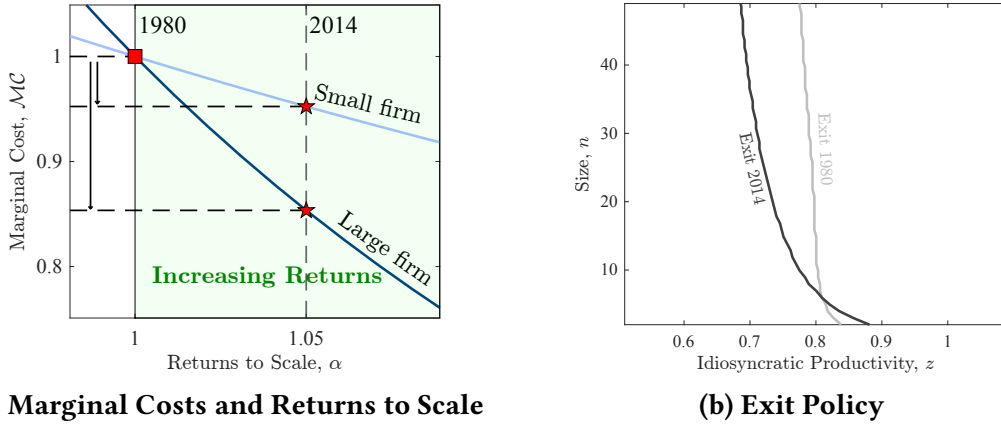 1980
2014
1
0.9
0.8
Marginal Cost, MC
Small firm
Large firm
Increasing Returns
1
1.05
Returns to Scale, α
Marginal Costs and Returns to Scale
40
30
20
10
Size, n
Exit 1980
Exit 2014
0.6
0.7
0.8
0.9
1
Idiosyncratic Productivity, z
(b) Exit Policy